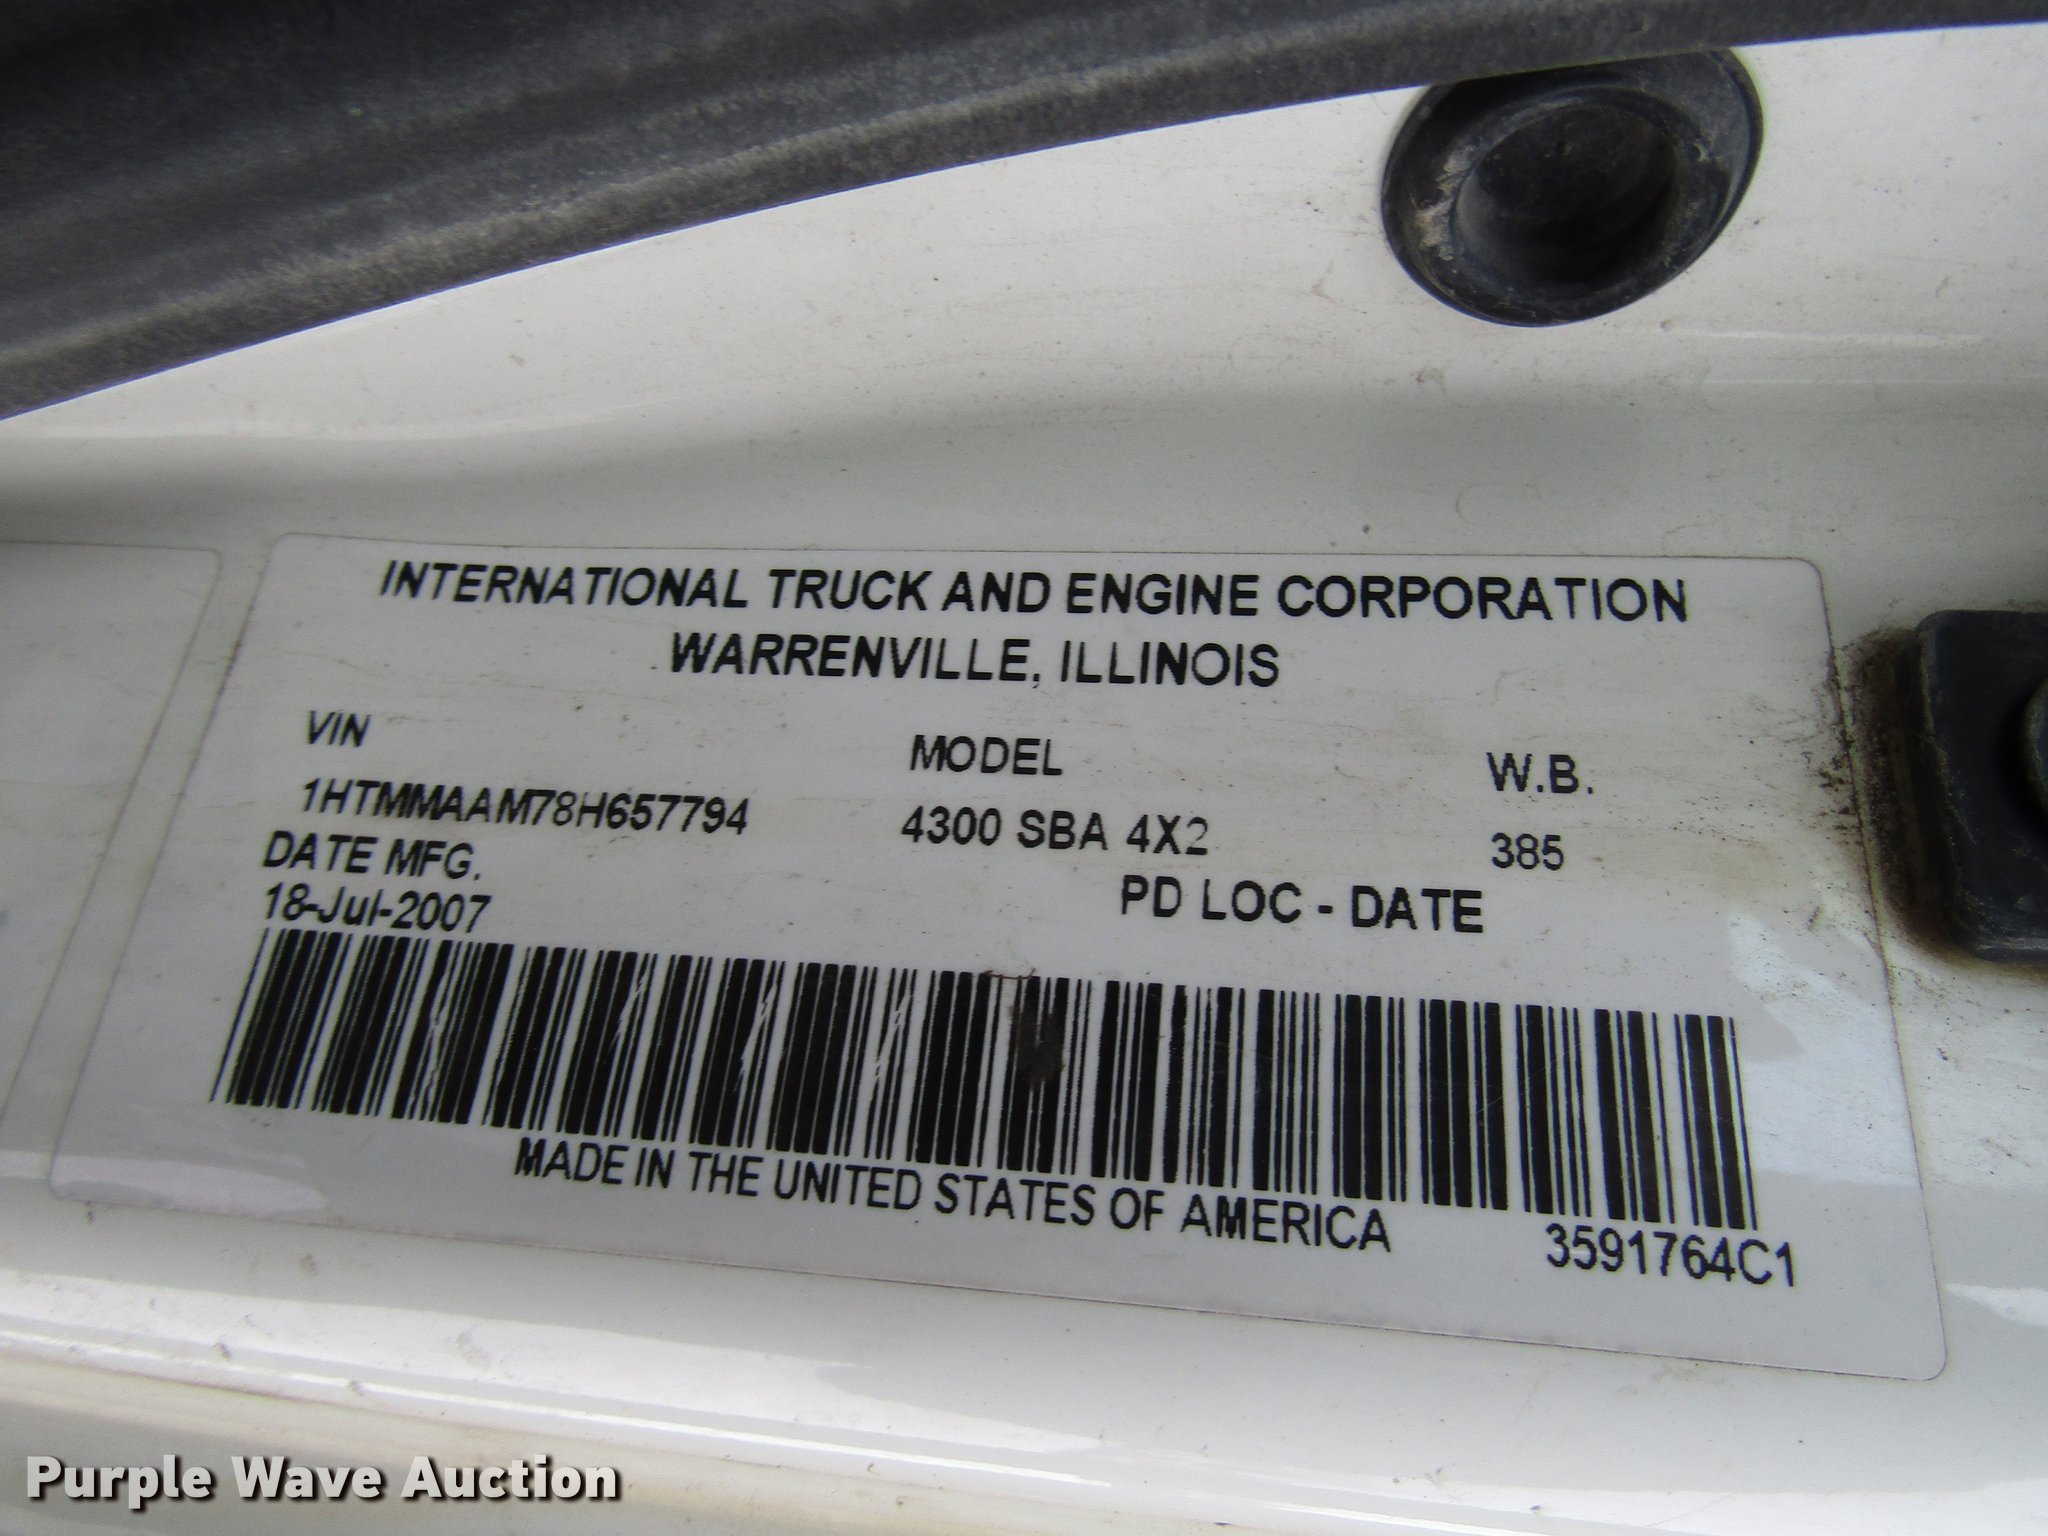 INTERNATIONAL TRUCK AND ENGINE CORPORATION
WARRENVILLE, ILLINOIS
VIN MODEL W.B.
1HTMMAAM78H657794 4300 SBA 4X2 385
DATE MFG. PD LOC - DATE
18-Jul-2007
MADE IN THE UNITED STATES OF AMERICA 3591764C1
Purple Wave Auction